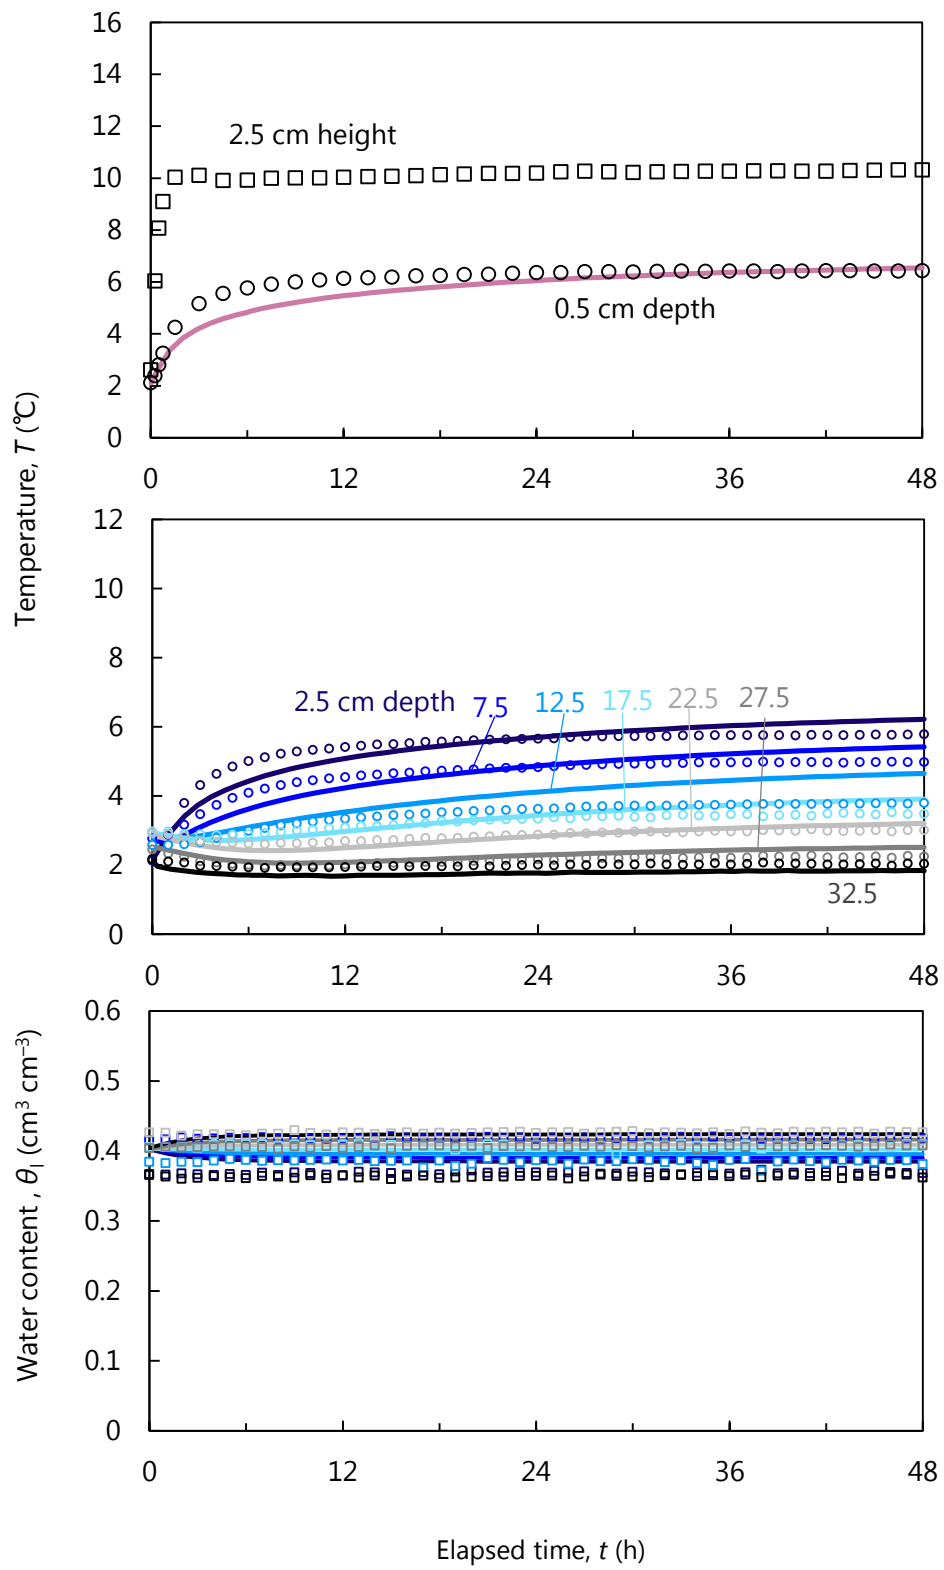 16
14
12
10
8
6
4
2
0
2.5 cm height
0.5 cm depth
0 12 24 36 48
Temperature, T (℃)
12
10
8
6
4
2
0
2.5 cm depth 7.5 12.5 17.5 22.5 27.5
32.5
0 12 24 36 48
Water content , θl (cm³ cm⁻³)
0.6
0.5
0.4
0.3
0.2
0.1
0
0 12 24 36 48
Elapsed time, t (h)